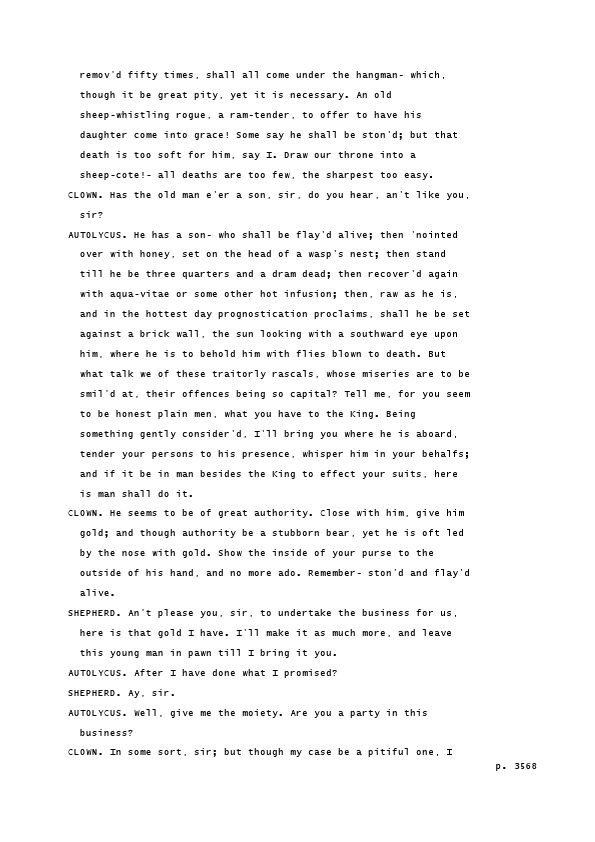 remov'd fifty times, shall all come under the hangman- which,
though it be great pity, yet it is necessary. An old
sheep-whistling rogue, a ram-tender, to offer to have his
daughter come into grace! Some say he shall be ston'd; but that
death is too soft for him, say I. Draw our throne into a
sheep-cote!- all deaths are too few, the sharpest too easy.
CLOWN. Has the old man e'er a son, sir, do you hear, an't like you,
sir?
AUTOLYCUS. He has a son- who shall be flay'd alive; then 'nointed
over with honey, set on the head of a wasp's nest; then stand
till he be three quarters and a dram dead; then recover'd again
with aqua-vitae or some other hot infusion; then, raw as he is,
and in the hottest day prognostication proclaims, shall he be set
against a brick wall, the sun looking with a southward eye upon
him, where he is to behold him with flies blown to death. But
what talk we of these traitorly rascals, whose miseries are to be
smil'd at, their offences being so capital? Tell me, for you seem
to be honest plain men, what you have to the King. Being
something gently consider'd, I'll bring you where he is aboard,
tender your persons to his presence, whisper him in your behalfs;
and if it be in man besides the King to effect your suits, here
is man shall do it.
CLOWN. He seems to be of great authority. Close with him, give him
gold; and though authority be a stubborn bear, yet he is oft led
by the nose with gold. Show the inside of your purse to the
outside of his hand, and no more ado. Remember- ston'd and flay'd
alive.
SHEPHERD. An't please you, sir, to undertake the business for us,
here is that gold I have. I'll make it as much more, and leave
this young man in pawn till I bring it you.
AUTOLYCUS. After I have done what I promised?
SHEPHERD. Ay, sir.
AUTOLYCUS. Well, give me the moiety. Are you a party in this
business?
CLOWN. In some sort, sir; but though my case be a pitiful one, I
p. 3568